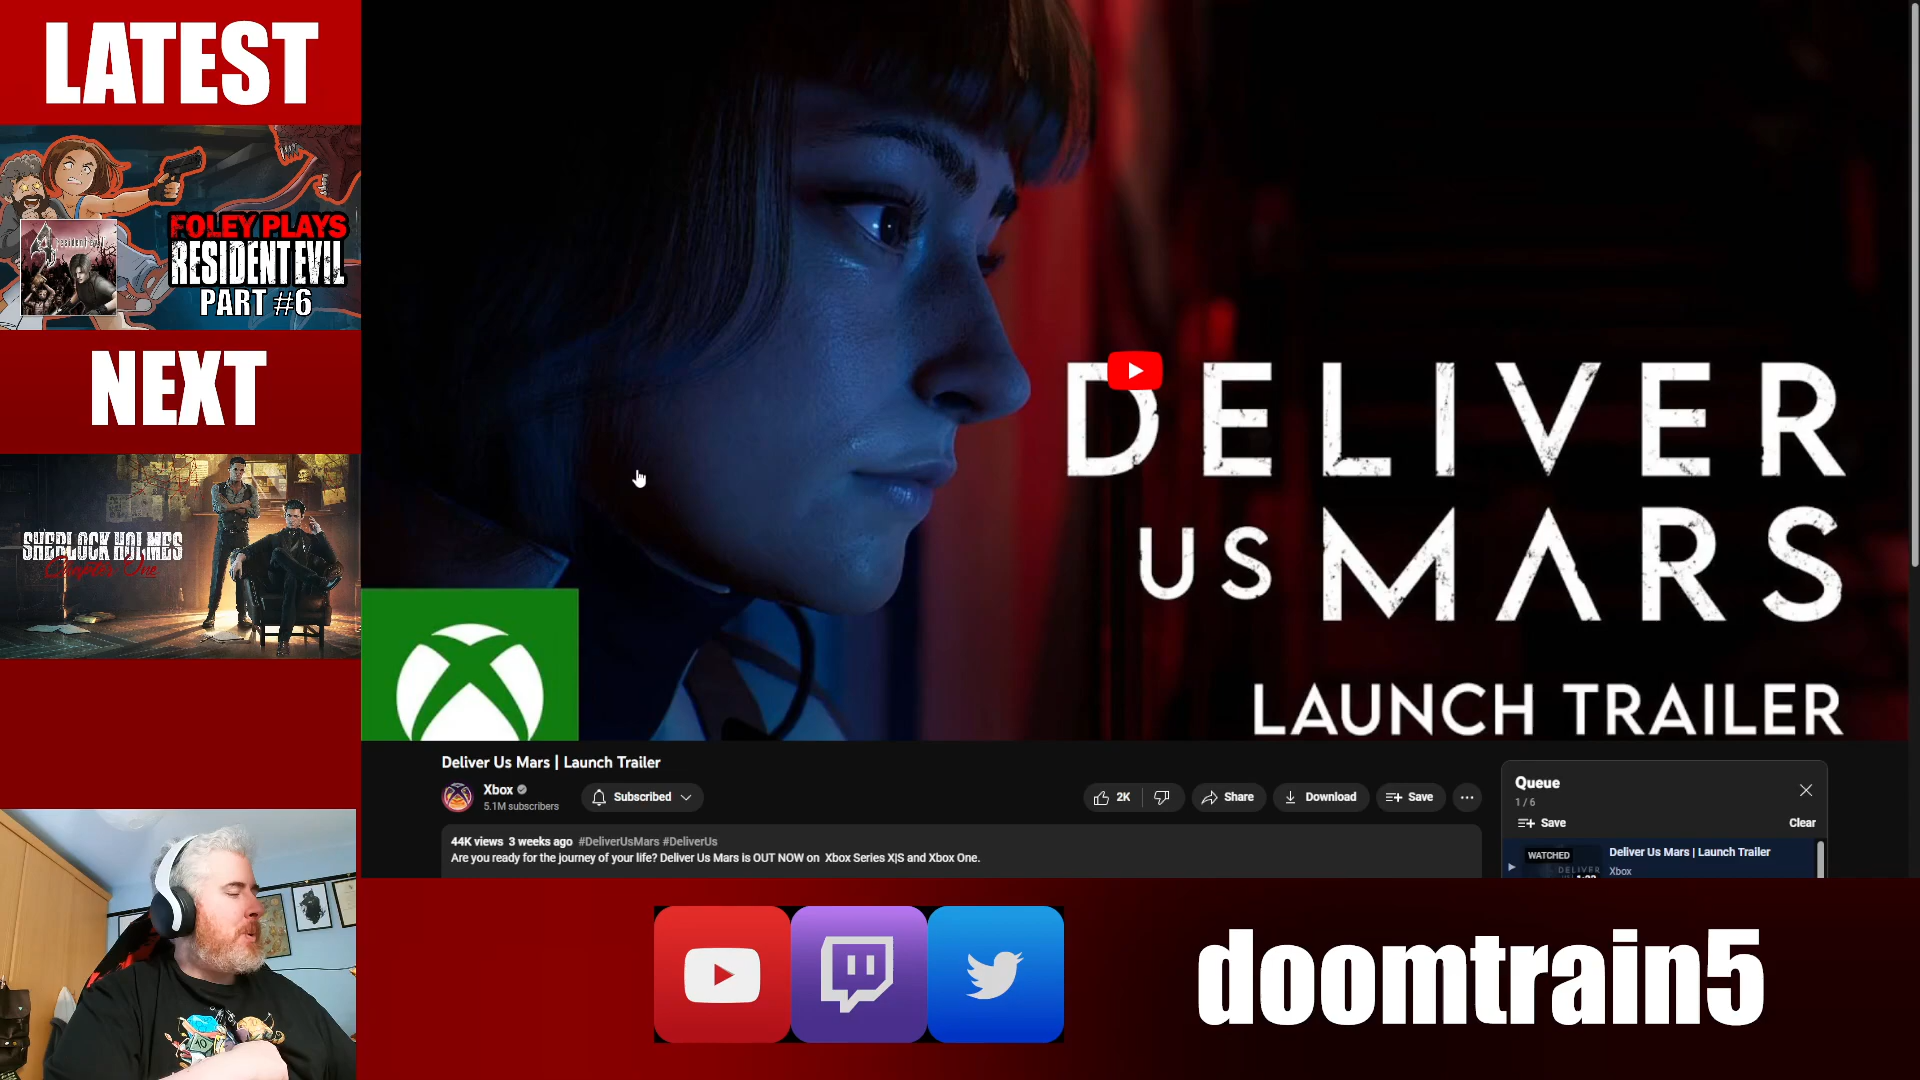 LATEST
FOLEY PLAYS
RESIDENT EVIL
PART #6
NEXT
SHERLOCK HOLMES
Chapter One
DELIVER
US MARS
LAUNCH TRAILER
Deliver Us Mars | Launch Trailer
Xbox
5.1M subscribers
Subscribed
2K
Share
Download
Save
44K views 3 weeks ago #DeliverUsMars #DeliverUs
Are you ready for the journey of your life? Deliver Us Mars is OUT NOW on Xbox Series X|S and Xbox One.
Queue
1 / 6
Save
Clear
WATCHED
Deliver Us Mars | Launch Trailer
Xbox
doomtrain5